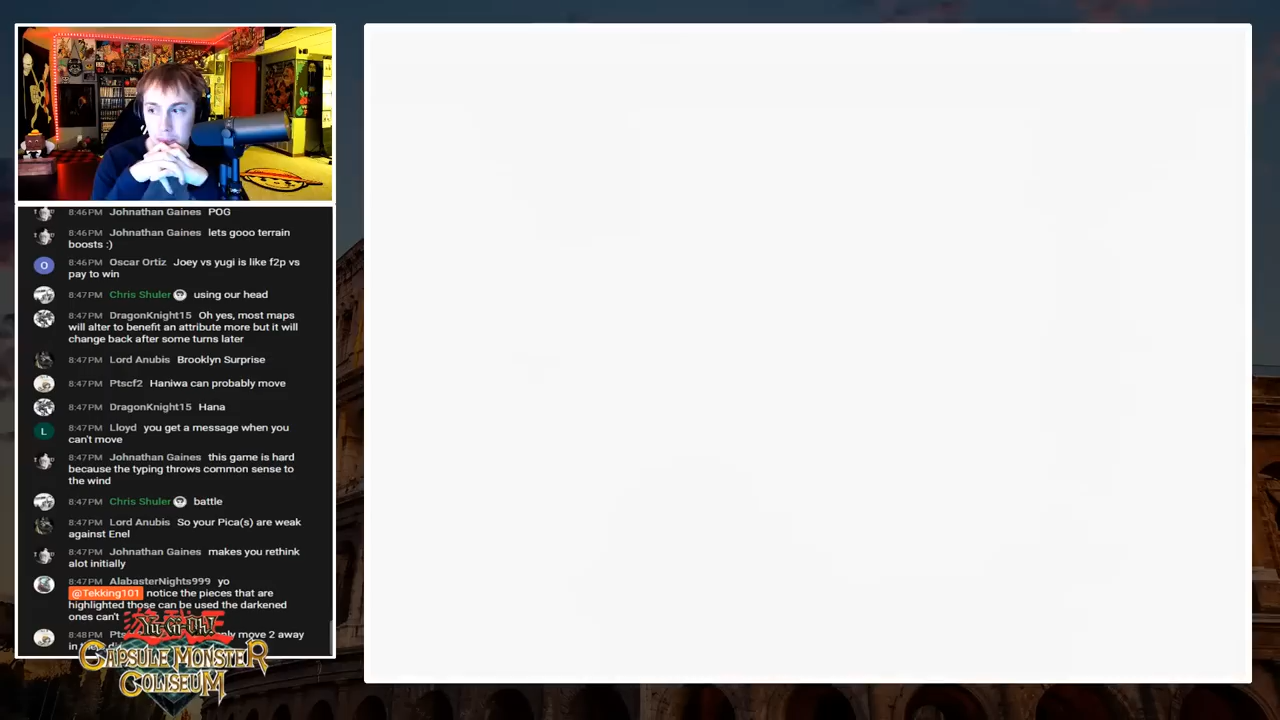 8:46PM Johnathan Gaines POG
8:46PM Johnathan Gaines lets gooo terrain
boosts :)
O 8:46PM Oscar Ortiz Joey vs yugi is like f2p vs
pay to win
8:47PM Chris Shuler using our head
8:47PM DragonKnight15 Oh yes, most maps
will alter to benefit an attribute more but it will
change back after some turns later
8:47PM Lord Anubis Brooklyn Surprise
8:47PM Ptscf2 Haniwa can probably move
8:47PM DragonKnight15 Hana
L 8:47PM Lloyd you get a message when you
can't move
8:47PM Johnathan Gaines this game is hard
because the typing throws common sense to
the wind
8:47PM Chris Shuler battle
8:47PM Lord Anubis So your Pica(s) are weak
against Enel
8:47PM Johnathan Gaines makes you rethink
alot initially
8:47PM AlabasterNights999 yo
@Tekking101 notice the pieces that are
highlighted those can be used the darkened
ones can't
8:48PM move 2 away
in
遊戯王
Yu-Gi-Oh!
CAPSULE MONSTER
COLISEUM